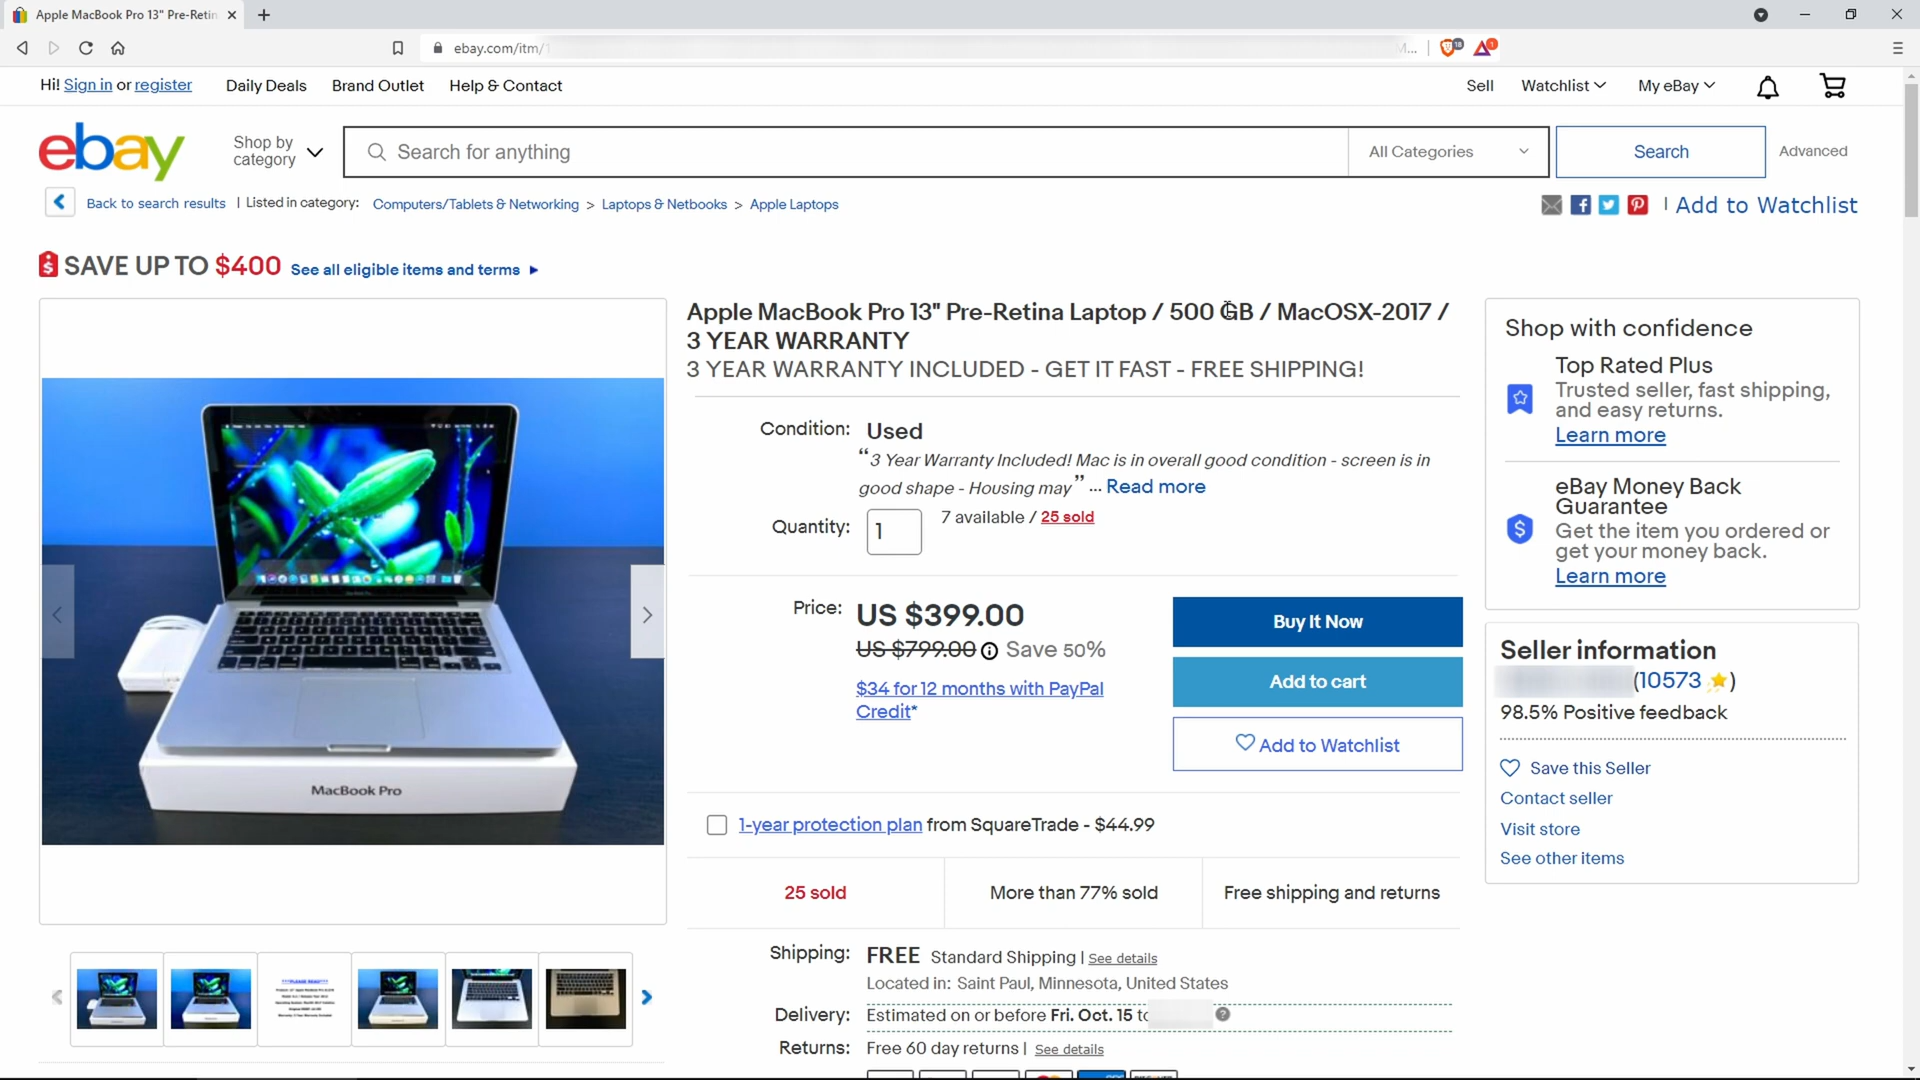 Apple MacBook Pro 13" Pre-Retin
ebay.com/itm/1
M...
18
1
Hi! Sign in or register
Daily Deals
Brand Outlet
Help & Contact
Sell
Watchlist
My eBay
ebay
Shop by
category
Search for anything
All Categories
Search
Advanced
Back to search results | Listed in category: Computers/Tablets & Networking > Laptops & Netbooks > Apple Laptops
| Add to Watchlist
SAVE UP TO $400 See all eligible items and terms
Apple MacBook Pro 13" Pre-Retina Laptop / 500 GB / MacOSX-2017 /
3 YEAR WARRANTY
3 YEAR WARRANTY INCLUDED - GET IT FAST - FREE SHIPPING!
Condition: Used
“3 Year Warranty Included! Mac is in overall good condition - screen is in
good shape - Housing may” ... Read more
Quantity: 1
7 available / 25 sold
Price: US $399.00
US $799.00 Save 50%
$34 for 12 months with PayPal
Credit*
Buy It Now
Add to cart
Add to Watchlist
1-year protection plan from SquareTrade - $44.99
25 sold
More than 77% sold
Free shipping and returns
Shipping: FREE Standard Shipping | See details
Located in: Saint Paul, Minnesota, United States
Delivery: Estimated on or before Fri. Oct. 15 to
Returns: Free 60 day returns | See details
Shop with confidence
Top Rated Plus
Trusted seller, fast shipping,
and easy returns.
Learn more
eBay Money Back
Guarantee
Get the item you ordered or
get your money back.
Learn more
Seller information
(10573)
98.5% Positive feedback
Save this Seller
Contact seller
Visit store
See other items
MacBook Pro